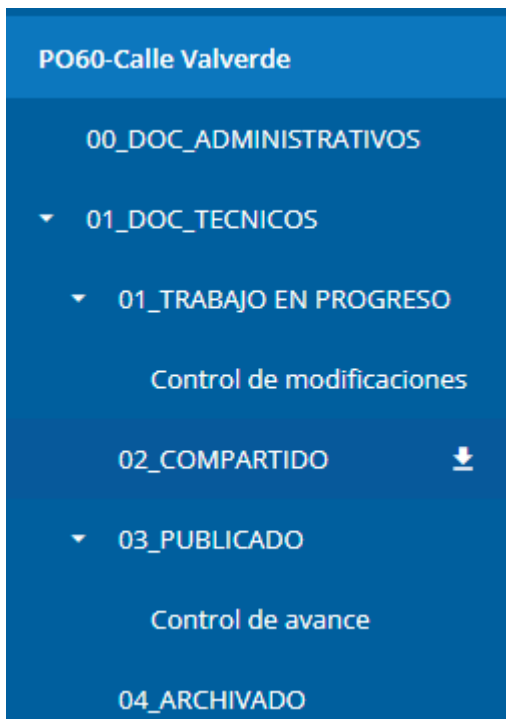 PO60-Calle Valverde
00_DOC_ADMINISTRATIVOS
01_DOC_TECNICOS
01_TRABAJO EN PROGRESO
Control de modificaciones
02_COMPARTIDO
03_PUBLICADO
Control de avance
04_ARCHIVADO